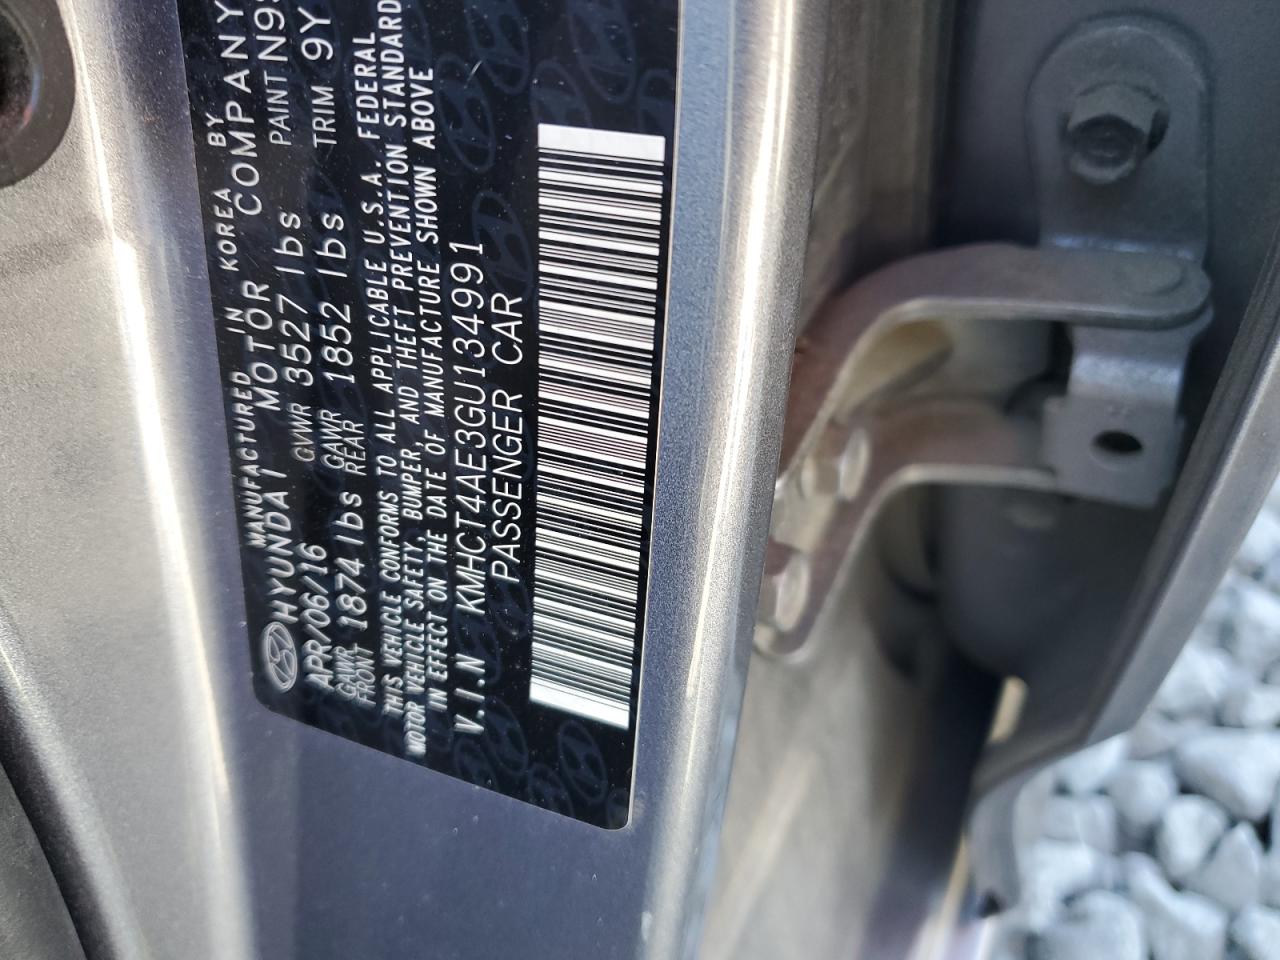 MANUFACTURED IN KOREA BY
HYUNDAI MOTOR COMPANY
APR/06/16 GVWR 3527 lbs PAINT N9
GAWR FRONT 1874 lbs GAWR REAR 1852 lbs TRIM 9Y
THIS VEHICLE CONFORMS TO ALL APPLICABLE U.S.A. FEDERAL
MOTOR VEHICLE SAFETY, BUMPER, AND THEFT PREVENTION STANDARD
IN EFFECT ON THE DATE OF MANUFACTURE SHOWN ABOVE
V.I.N KMHCT4AE3GU134991
PASSENGER CAR